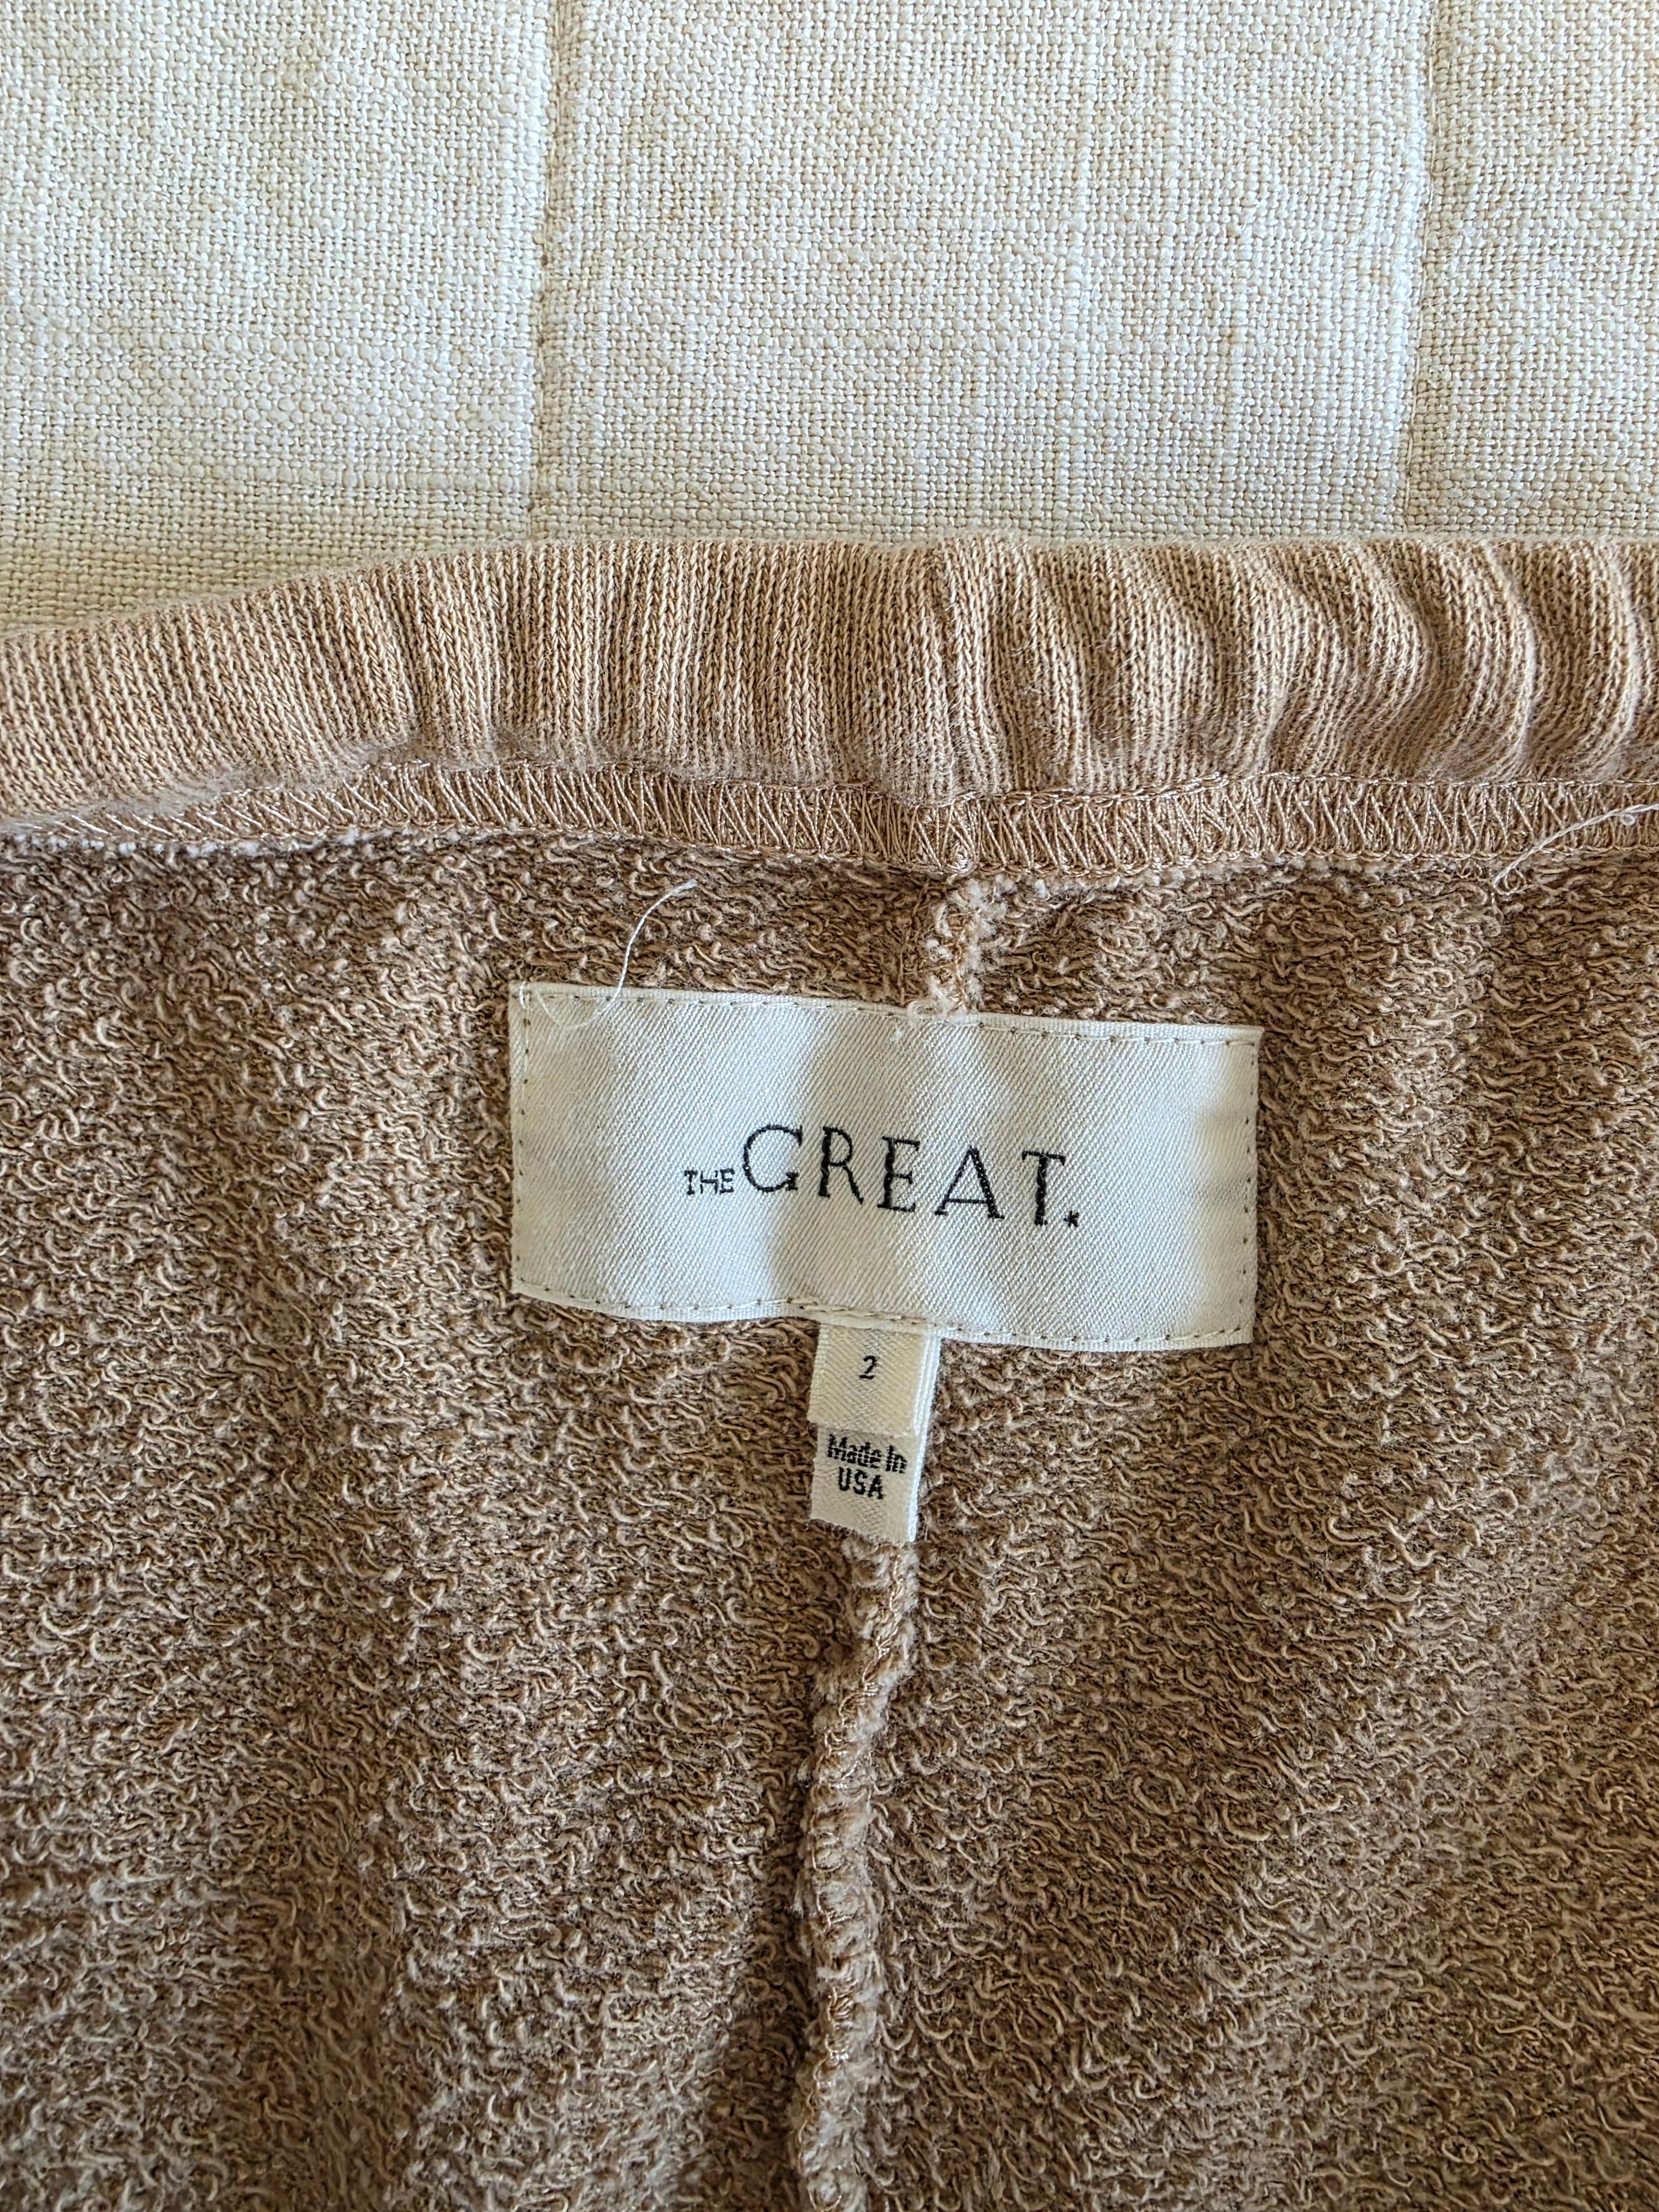 THE GREAT.
2
Made In
USA